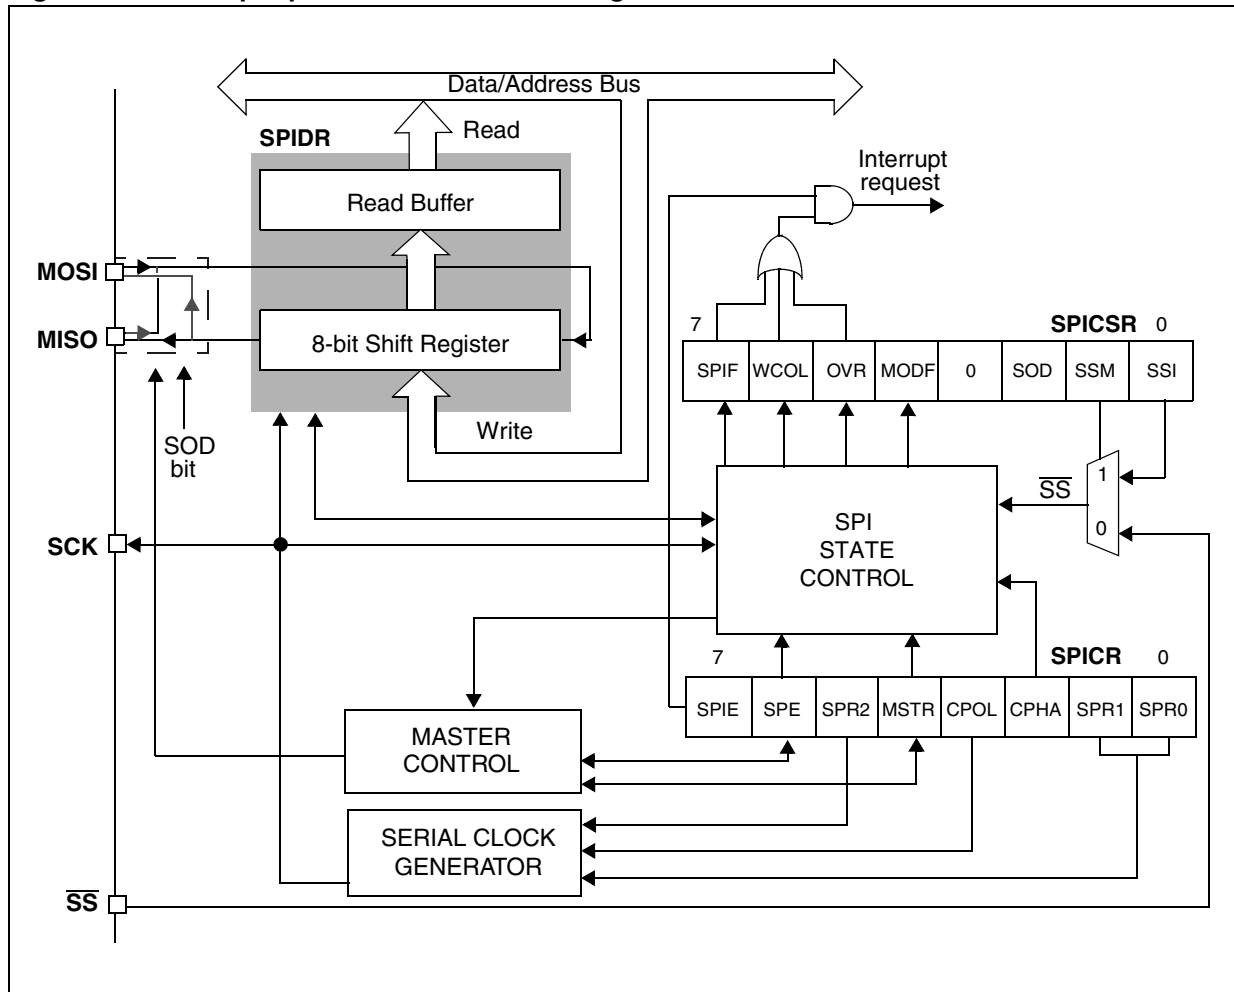 Data/Address Bus
SPIDR
Read
Interrupt
request
Read Buffer
MOSI
MISO
8-bit Shift Register
7
SPICSR 0
SPIF WCOL OVR MODF 0 SOD SSM SSI
Write
SOD
bit
1
SS
0
SPI
STATE
CONTROL
SCK
7
SPICR 0
SPIE SPE SPR2 MSTR CPOL CPHA SPR1 SPR0
MASTER
CONTROL
SERIAL CLOCK
GENERATOR
SS